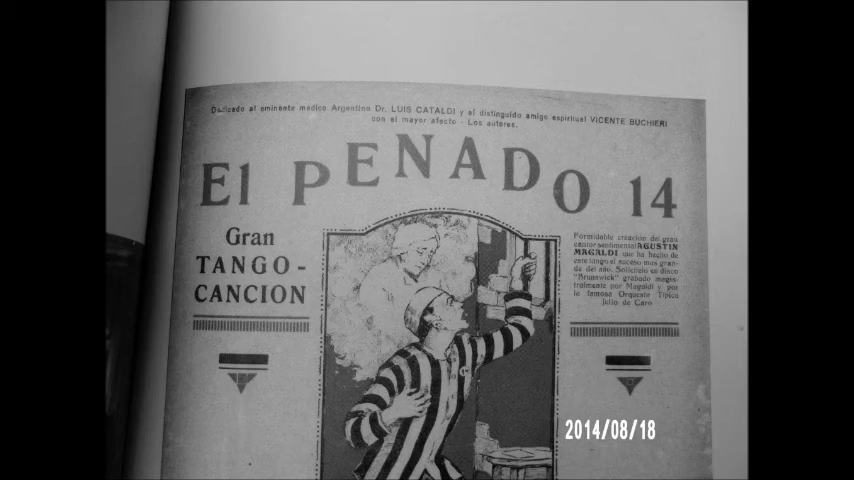 Dedicado al eminente médico Argentino Dr. LUIS CATALDI y al distinguido amigo espiritual VICENTE BUCHIERI
con el mayor afecto - Los autores.
El PENADO 14
Gran
TANGO-
CANCION
Formidable creación del gran
cantor sentimental AGUSTIN
MAGALDI que ha hecho de
este tango el suceso mas gran-
de del año. Solicitelo en disco
"Brunswick" grabado magis-
tralmente por Magaldi y por
la famosa Orquesta Típica
Julio de Caro
2014/08/18